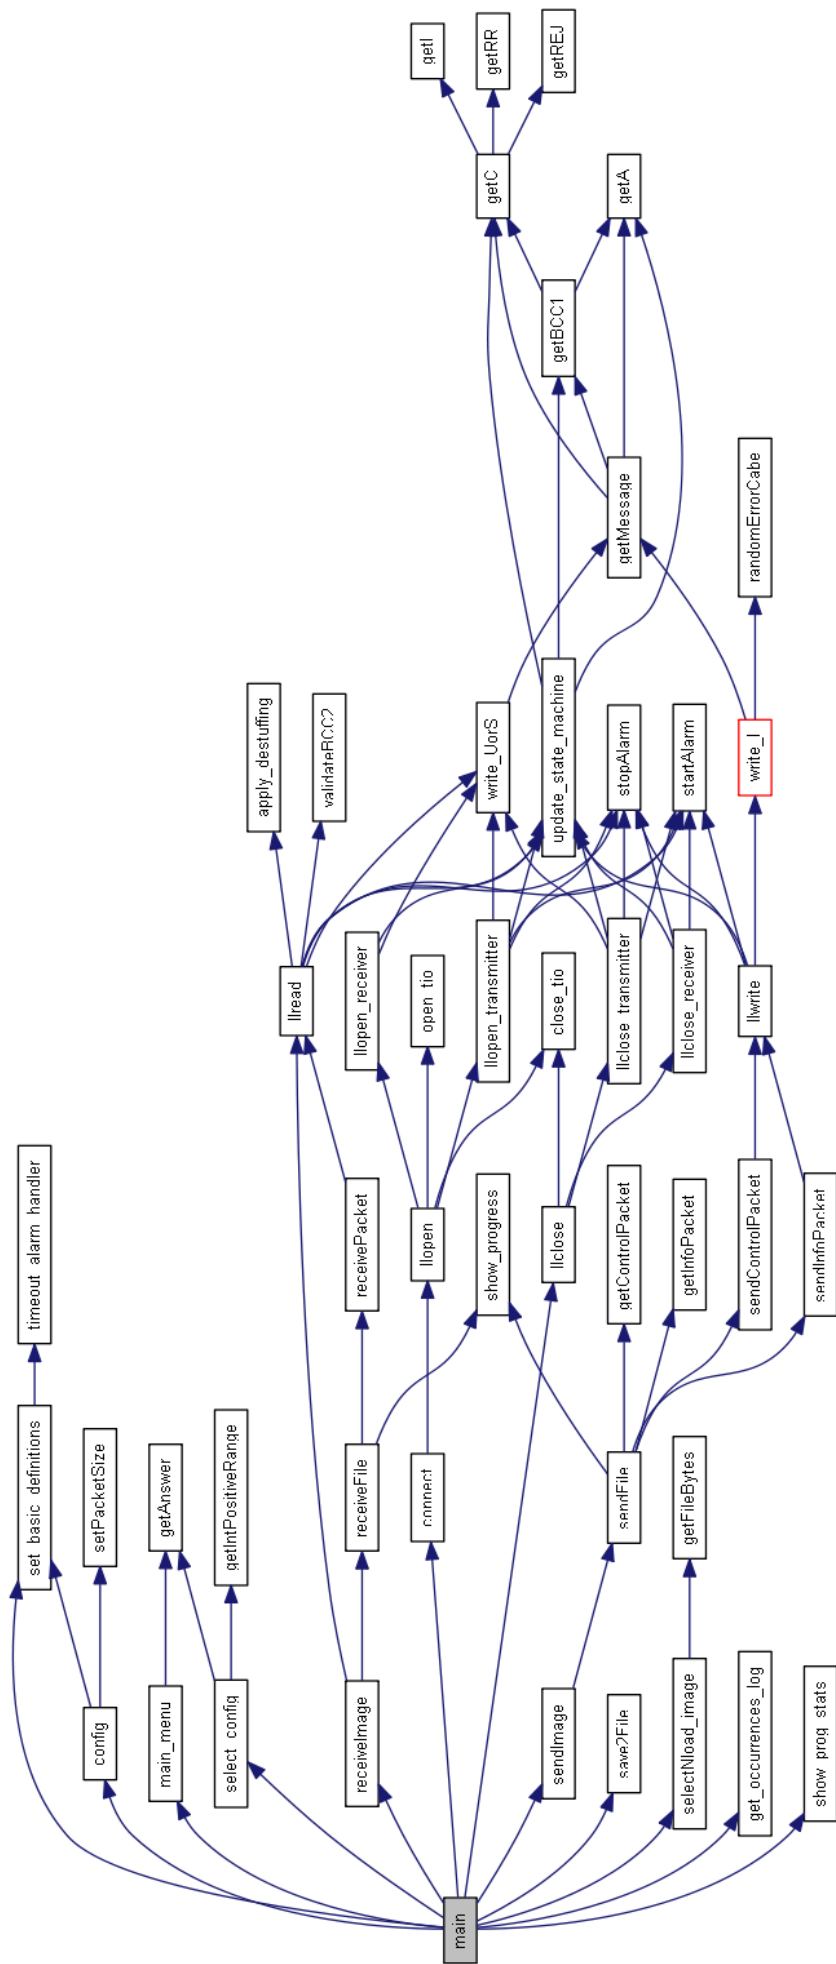 main
set_basic_definitions
config
main_menu
select_config
receiveImage
connect
llclose
sendImage
save2File
selectNload_image
get_occurrences_log
show_prog_stats
timeout_alarm_handler
setPacketSize
getAnswer
getIntPositiveRange
receiveFile
llopen
sendFile
getFileBytes
receivePacket
show_progress
getControlPacket
getInfoPacket
sendControlPacket
sendInfoPacket
llread
llopen_receiver
open_tio
llopen_transmitter
close_tio
llclose_transmitter
llclose_receiver
llwrite
apply_destuffing
validateBCC2
write_UorS
update_state_machine
stopAlarm
startAlarm
write_I
getMessage
randomErrorCabe
getBCC1
getC
getA
getI
getRR
getREJ